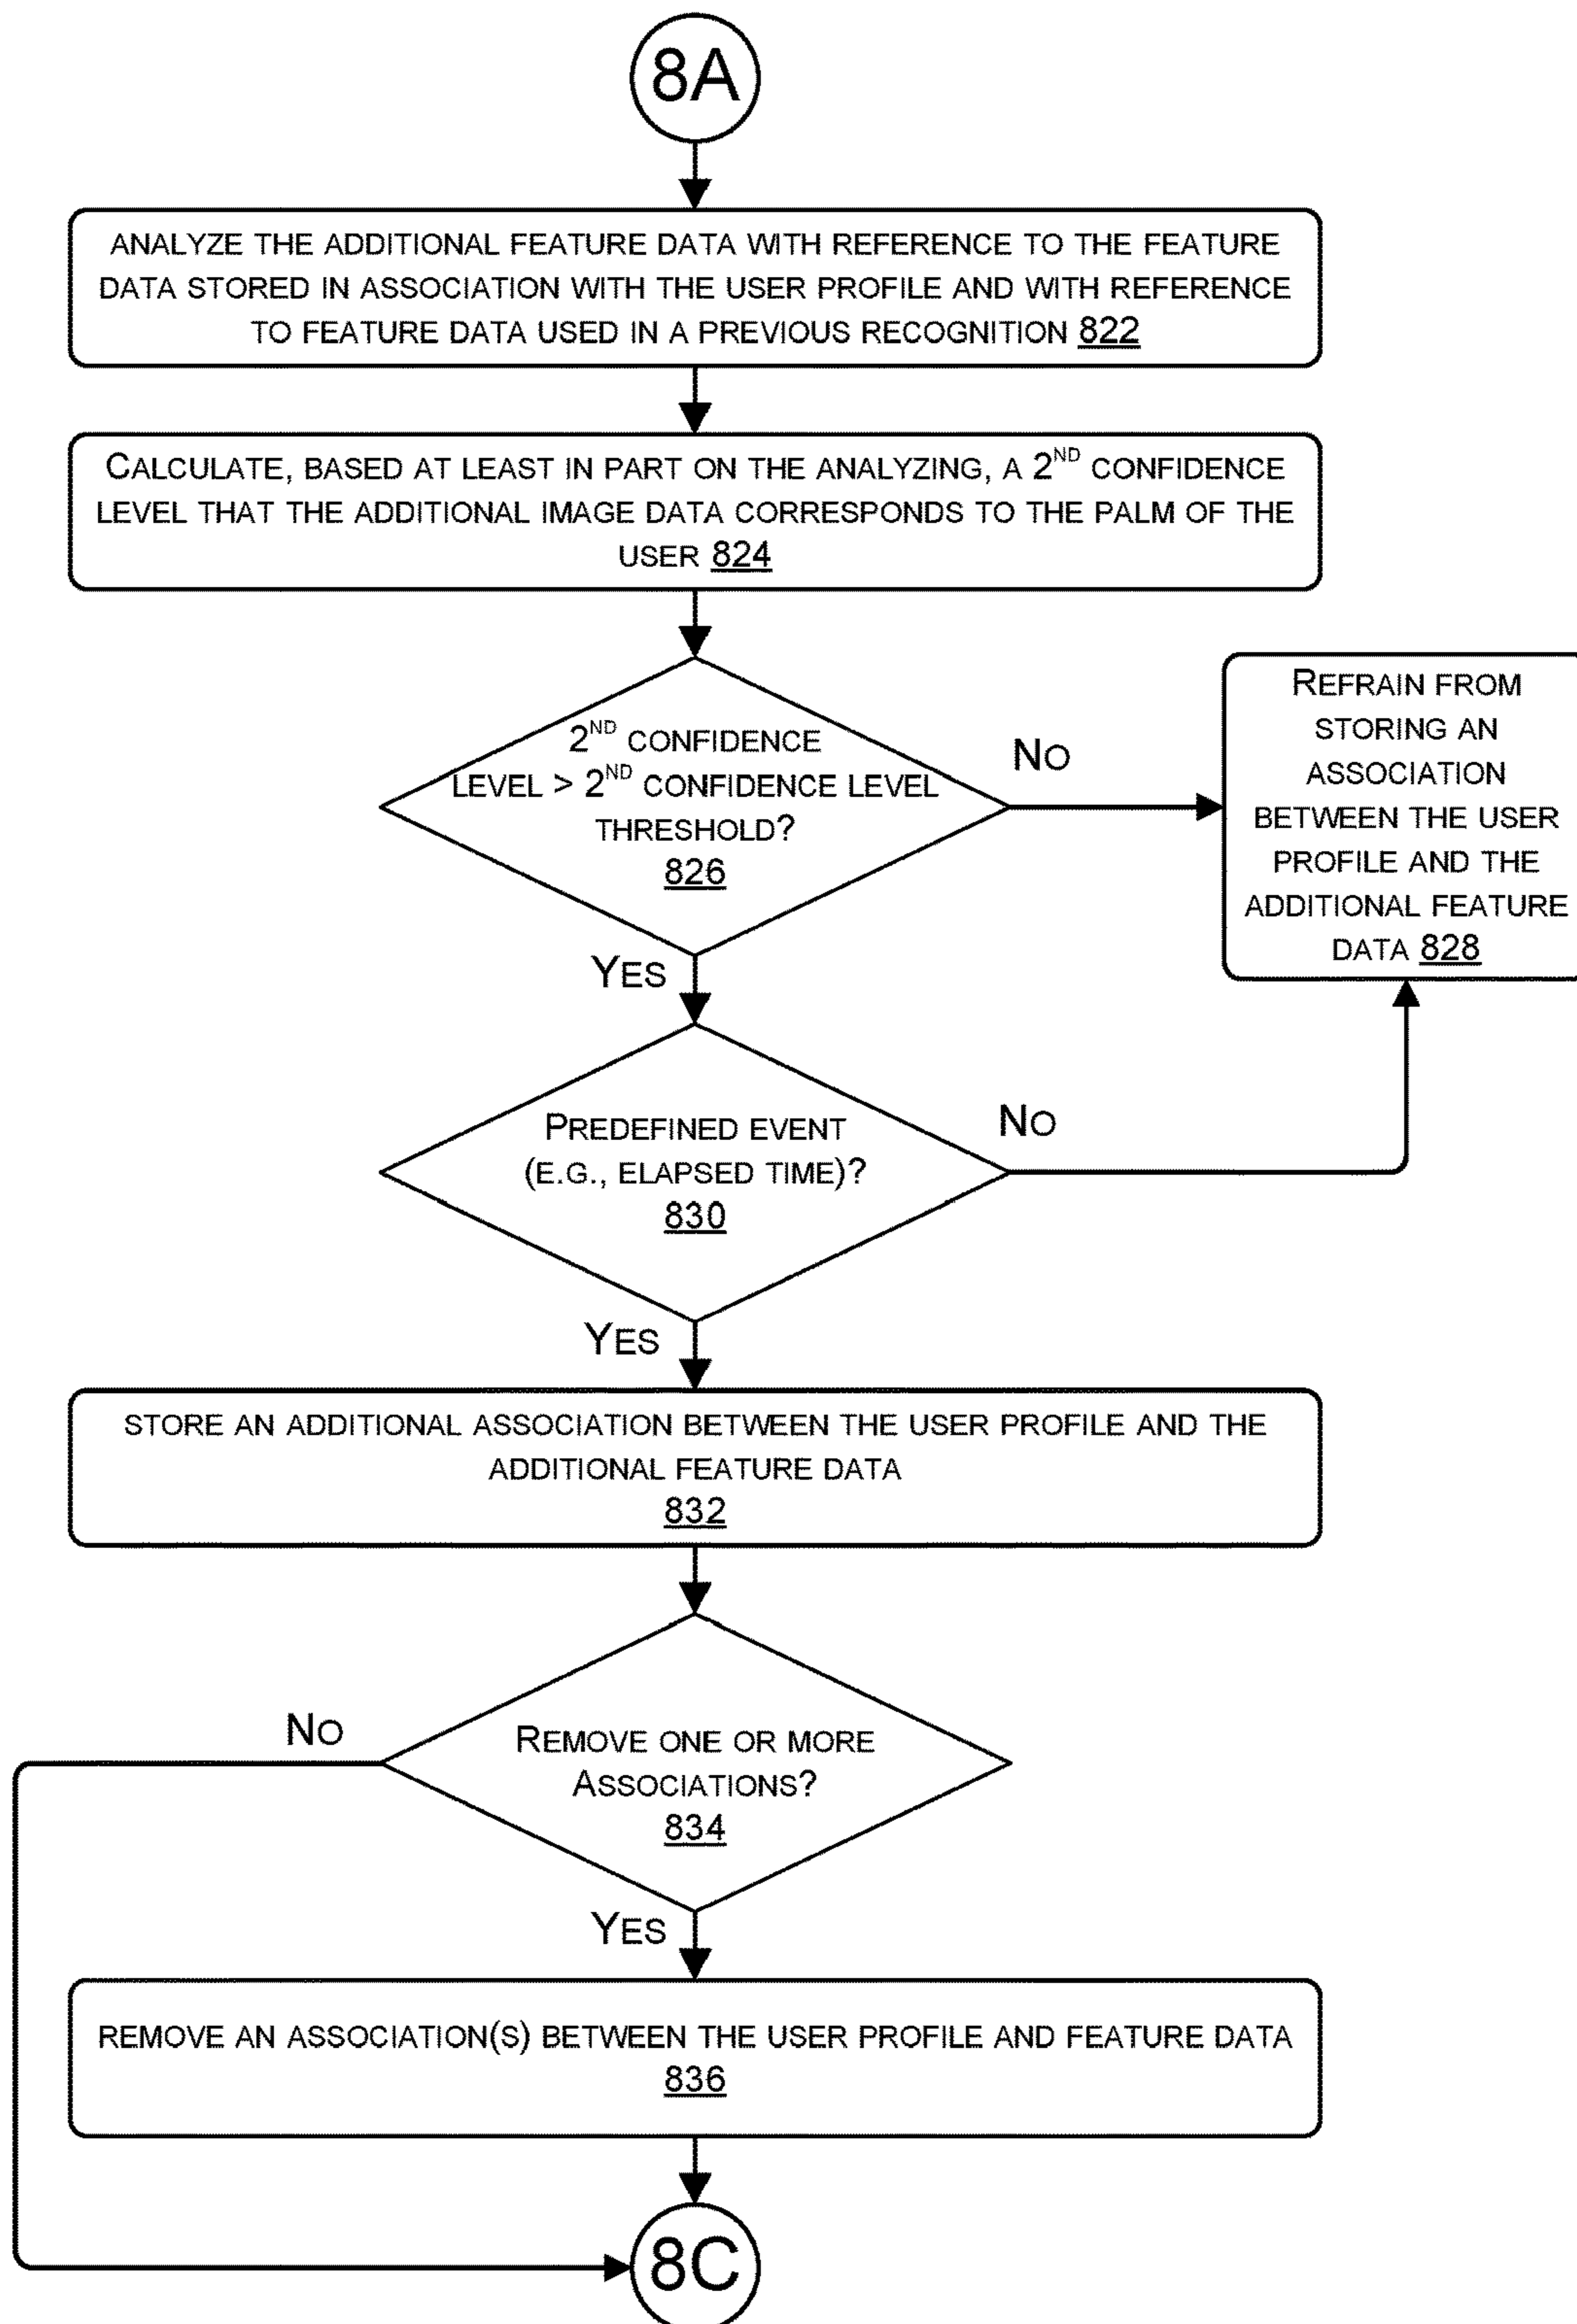 8A
ANALYZE THE ADDITIONAL FEATURE DATA WITH REFERENCE TO THE FEATURE
DATA STORED IN ASSOCIATION WITH THE USER PROFILE AND WITH REFERENCE
TO FEATURE DATA USED IN A PREVIOUS RECOGNITION 822
CALCULATE, BASED AT LEAST IN PART ON THE ANALYZING, A 2ND CONFIDENCE
LEVEL THAT THE ADDITIONAL IMAGE DATA CORRESPONDS TO THE PALM OF THE
USER 824
2ND CONFIDENCE
LEVEL > 2ND CONFIDENCE LEVEL
THRESHOLD?
826
NO
REFRAIN FROM
STORING AN
ASSOCIATION
BETWEEN THE USER
PROFILE AND THE
ADDITIONAL FEATURE
DATA 828
YES
PREDEFINED EVENT
(E.G., ELAPSED TIME)?
830
NO
YES
STORE AN ADDITIONAL ASSOCIATION BETWEEN THE USER PROFILE AND THE
ADDITIONAL FEATURE DATA
832
NO
REMOVE ONE OR MORE
ASSOCIATIONS?
834
YES
REMOVE AN ASSOCIATION(S) BETWEEN THE USER PROFILE AND FEATURE DATA
836
8C